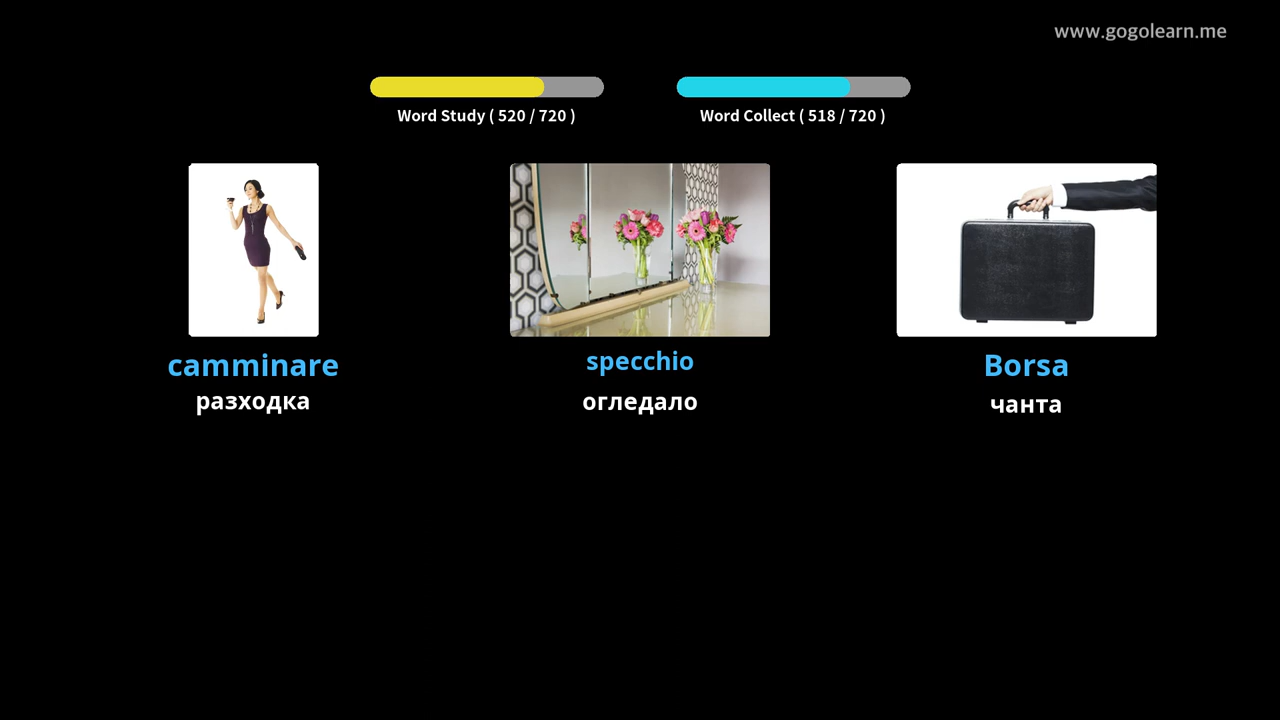 www.gogolearn.me
Word Study ( 520 / 720 )
Word Collect ( 518 / 720 )
camminare
разходка
specchio
огледало
Borsa
чанта